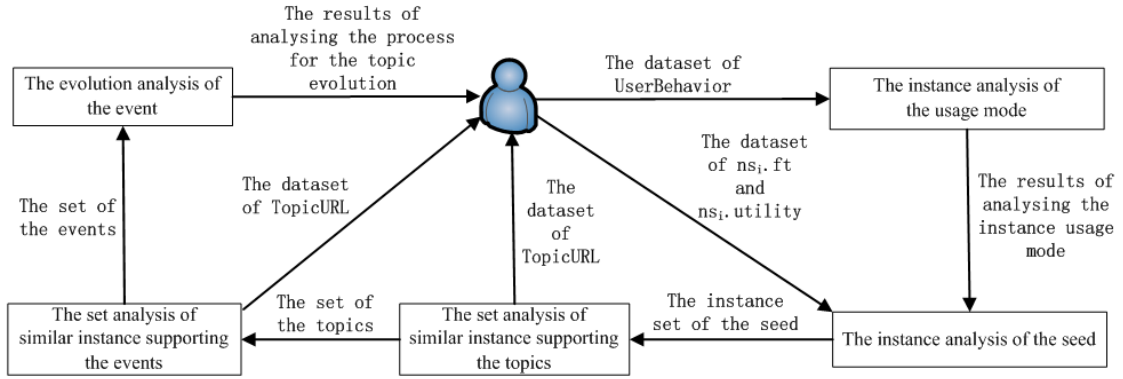 The results of
analysing the process
for the topic
evolution
The evolution analysis of
the event
The dataset of
UserBehavior
The instance analysis of
the usage mode
The set of
the events
The dataset
of TopicURL
The
dataset
of
TopicURL
The dataset
of nsᵢ.ft
and
nsᵢ.utility
The results of
analysing the
instance usage
mode
The set analysis of
similar instance supporting
the events
The set of
the topics
The set analysis of
similar instance supporting
the topics
The instance
set of the seed
The instance analysis of the seed